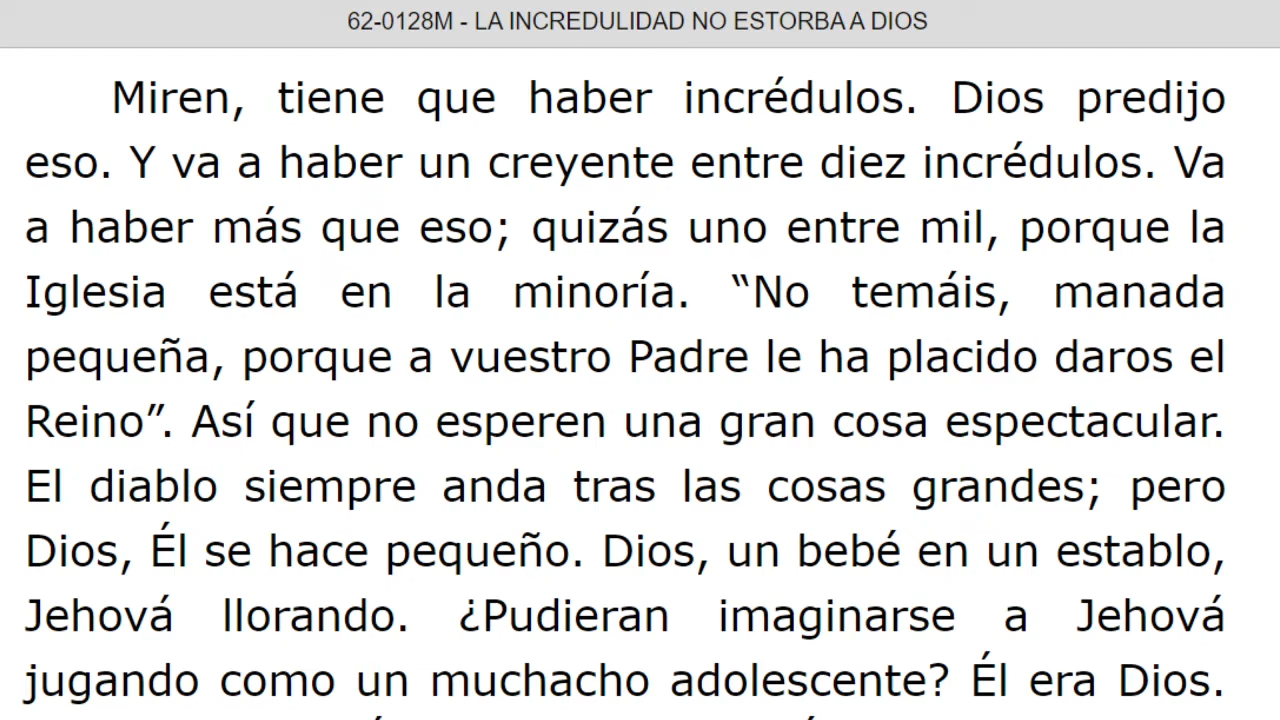 62-0128M - LA INCREDULIDAD NO ESTORBA A DIOS
Miren, tiene que haber incrédulos. Dios predijo
eso. Y va a haber un creyente entre diez incrédulos. Va
a haber más que eso; quizás uno entre mil, porque la
Iglesia está en la minoría. “No temáis, manada
pequeña, porque a vuestro Padre le ha placido daros el
Reino”. Así que no esperen una gran cosa espectacular.
El diablo siempre anda tras las cosas grandes; pero
Dios, Él se hace pequeño. Dios, un bebé en un establo,
Jehová llorando. ¿Pudieran imaginarse a Jehová
jugando como un muchacho adolescente? Él era Dios.